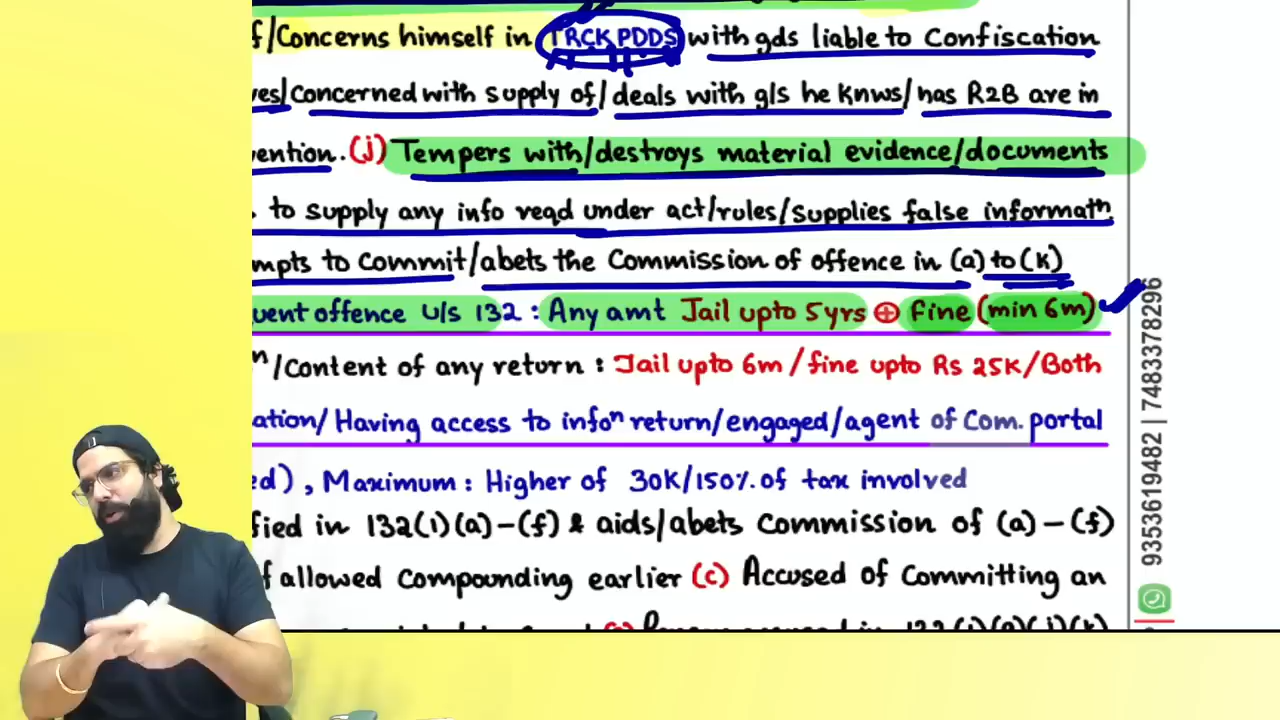 f/Concerns himself in TRCKPDDS with gds liable to Confiscation
ves/Concerned with supply of/deals with g/s he knws/has R2B are in
vention. (j) Tempers with/destroys material evidence/documents
. to supply any info reqd under act/rules/supplies false informatn.
mpts to Commit/abets the Commission of offence in (a) to (k)
uent offence u/s 132 : Any amt Jail upto 5yrs ⊕ fine (min 6m)
n/Content of any return : Jail upto 6m/fine upto Rs 25K/Both
ation/Having access to infon return/engaged/agent of Com. portal
ed), Maximum: Higher of 30K/150% of tax involved
fied in 132(1)(a)-(f) & aids/abets Commission of (a)-(f)
f allowed Compounding earlier (c) Accused of Committing an
9353619482 | 7483378296